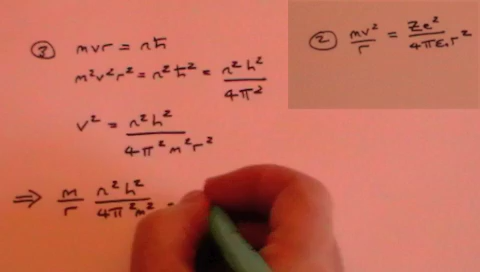 ③ mvr = nħ
m²v²r² = n²ħ² = n²h² / 4π²
v² = n²h² / 4π²m²r²
⇒ m/r n²h² / 4π²m²
② mv²/r = Ze² / 4πε₀r²